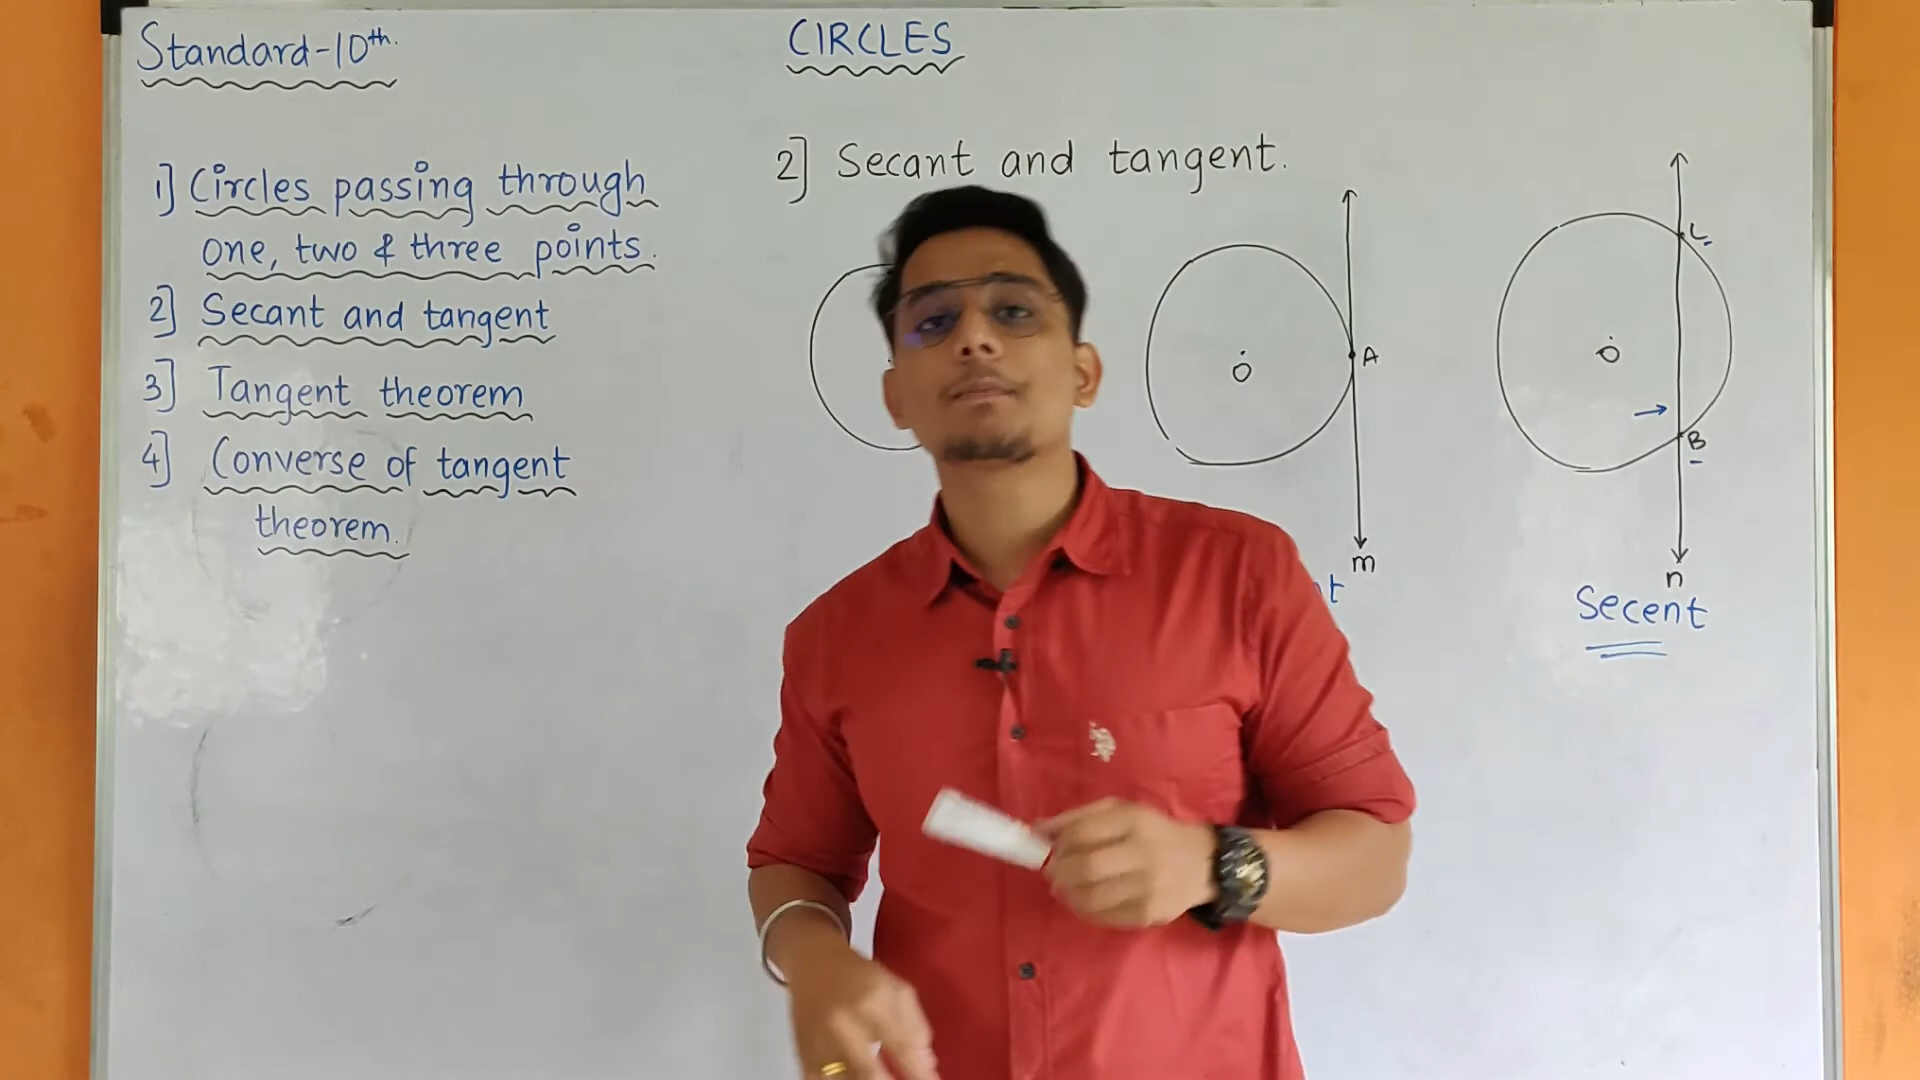 Standard-10th.
CIRCLES
1] Circles passing through
one, two & three points.
2] Secant and tangent
3] Tangent theorem
4] Converse of tangent
theorem.
2] Secant and tangent.
O
A
m
O
B
n
Secent